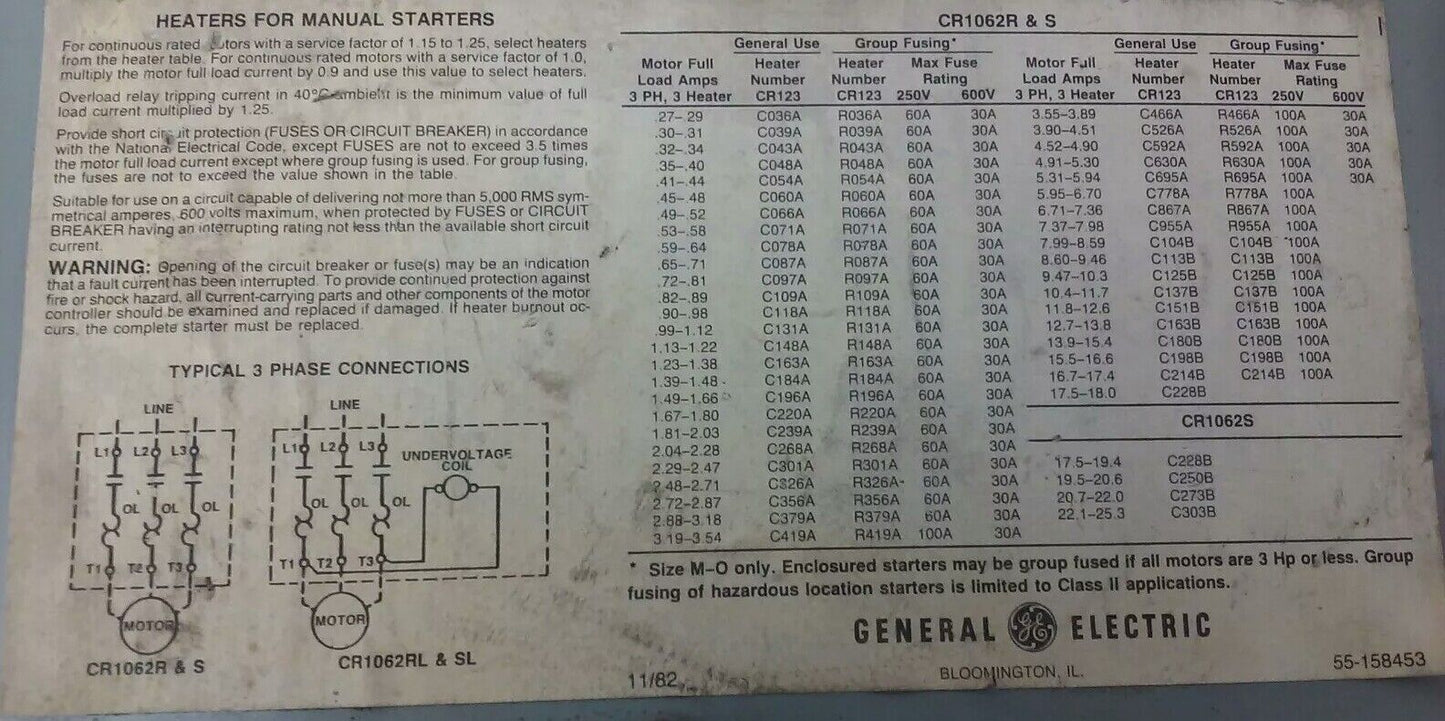 HEATERS FOR MANUAL STARTERS
For continuous rated motors with a service factor of 1.15 to 1.25, select heaters
from the heater table. For continuous rated motors with a service factor of 1.0,
multiply the motor full load current by 0.9 and use this value to select heaters.
Overload relay tripping current in 40°C ambient is the minimum value of full
load current multiplied by 1.25.
Provide short circuit protection (FUSES OR CIRCUIT BREAKER) in accordance
with the National Electrical Code, except FUSES are not to exceed 3.5 times
the motor full load current except where group fusing is used. For group fusing,
the fuses are not to exceed the value shown in the table.
Suitable for use on a circuit capable of delivering not more than 5,000 RMS sym-
metrical amperes, 600 volts maximum, when protected by FUSES or CIRCUIT
BREAKER having an interrupting rating not less than the available short circuit
current.
WARNING: Opening of the circuit breaker or fuse(s) may be an indication
that a fault current has been interrupted. To provide continued protection against
fire or shock hazard, all current-carrying parts and other components of the motor
controller should be examined and replaced if damaged. If heater burnout oc-
curs, the complete starter must be replaced.
TYPICAL 3 PHASE CONNECTIONS
LINE
L1 L2 L3
OL OL OL
T1 T2 T3
MOTOR
CR1062R & S
LINE
L1 L2 L3 UNDERVOLTAGE
COIL
OL OL OL
T1 T2 T3
MOTOR
CR1062RL & SL
CR1062R & S
General Use Group Fusing* General Use Group Fusing*
Motor Full Heater Heater Max Fuse Motor Full Heater Heater Max Fuse
Load Amps Number Number Rating Load Amps Number Number Rating
3 PH, 3 Heater CR123 CR123 250V 600V 3 PH, 3 Heater CR123 CR123 250V 600V
.27-.29 C036A R036A 60A 30A 3.55-3.89 C466A R466A 100A 30A
.30-.31 C039A R039A 60A 30A 3.90-4.51 C526A R526A 100A 30A
.32-.34 C043A R043A 60A 30A 4.52-4.90 C592A R592A 100A 30A
.35-.40 C048A R048A 60A 30A 4.91-5.30 C630A R630A 100A 30A
.41-.44 C054A R054A 60A 30A 5.31-5.94 C695A R695A 100A 30A
.45-.48 C060A R060A 60A 30A 5.95-6.70 C778A R778A 100A
.49-.52 C066A R066A 60A 30A 6.71-7.36 C867A R867A 100A
.53-.58 C071A R071A 60A 30A 7.37-7.98 C955A R955A 100A
.59-.64 C078A R078A 60A 30A 7.99-8.59 C104B C104B 100A
.65-.71 C087A R087A 60A 30A 8.60-9.46 C113B C113B 100A
.72-.81 C097A R097A 60A 30A 9.47-10.3 C125B C125B 100A
.82-.89 C109A R109A 60A 30A 10.4-11.7 C137B C137B 100A
.90-.98 C118A R118A 60A 30A 11.8-12.6 C151B C151B 100A
.99-1.12 C131A R131A 60A 30A 12.7-13.8 C163B C163B 100A
1.13-1.22 C148A R148A 60A 30A 13.9-15.4 C180B C180B 100A
1.23-1.38 C163A R163A 60A 30A 15.5-16.6 C198B C198B 100A
1.39-1.48 C184A R184A 60A 30A 16.7-17.4 C214B C214B 100A
1.49-1.66 C196A R196A 60A 30A 17.5-18.0 C228B
1.67-1.80 C220A R220A 60A 30A
1.81-2.03 C239A R239A 60A 30A
2.04-2.28 C268A R268A 60A 30A
2.29-2.47 C301A R301A 60A 30A
2.48-2.71 C326A R326A 60A 30A
2.72-2.87 C356A R356A 60A 30A
2.88-3.18 C379A R379A 60A 30A
3.19-3.54 C419A R419A 100A 30A
CR1062S
17.5-19.4 C228B
19.5-20.6 C250B
20.7-22.0 C273B
22.1-25.3 C303B
* Size M-O only. Enclosured starters may be group fused if all motors are 3 Hp or less. Group
fusing of hazardous location starters is limited to Class II applications.
GENERAL GE ELECTRIC
11/82 BLOOMINGTON, IL. 55-158453